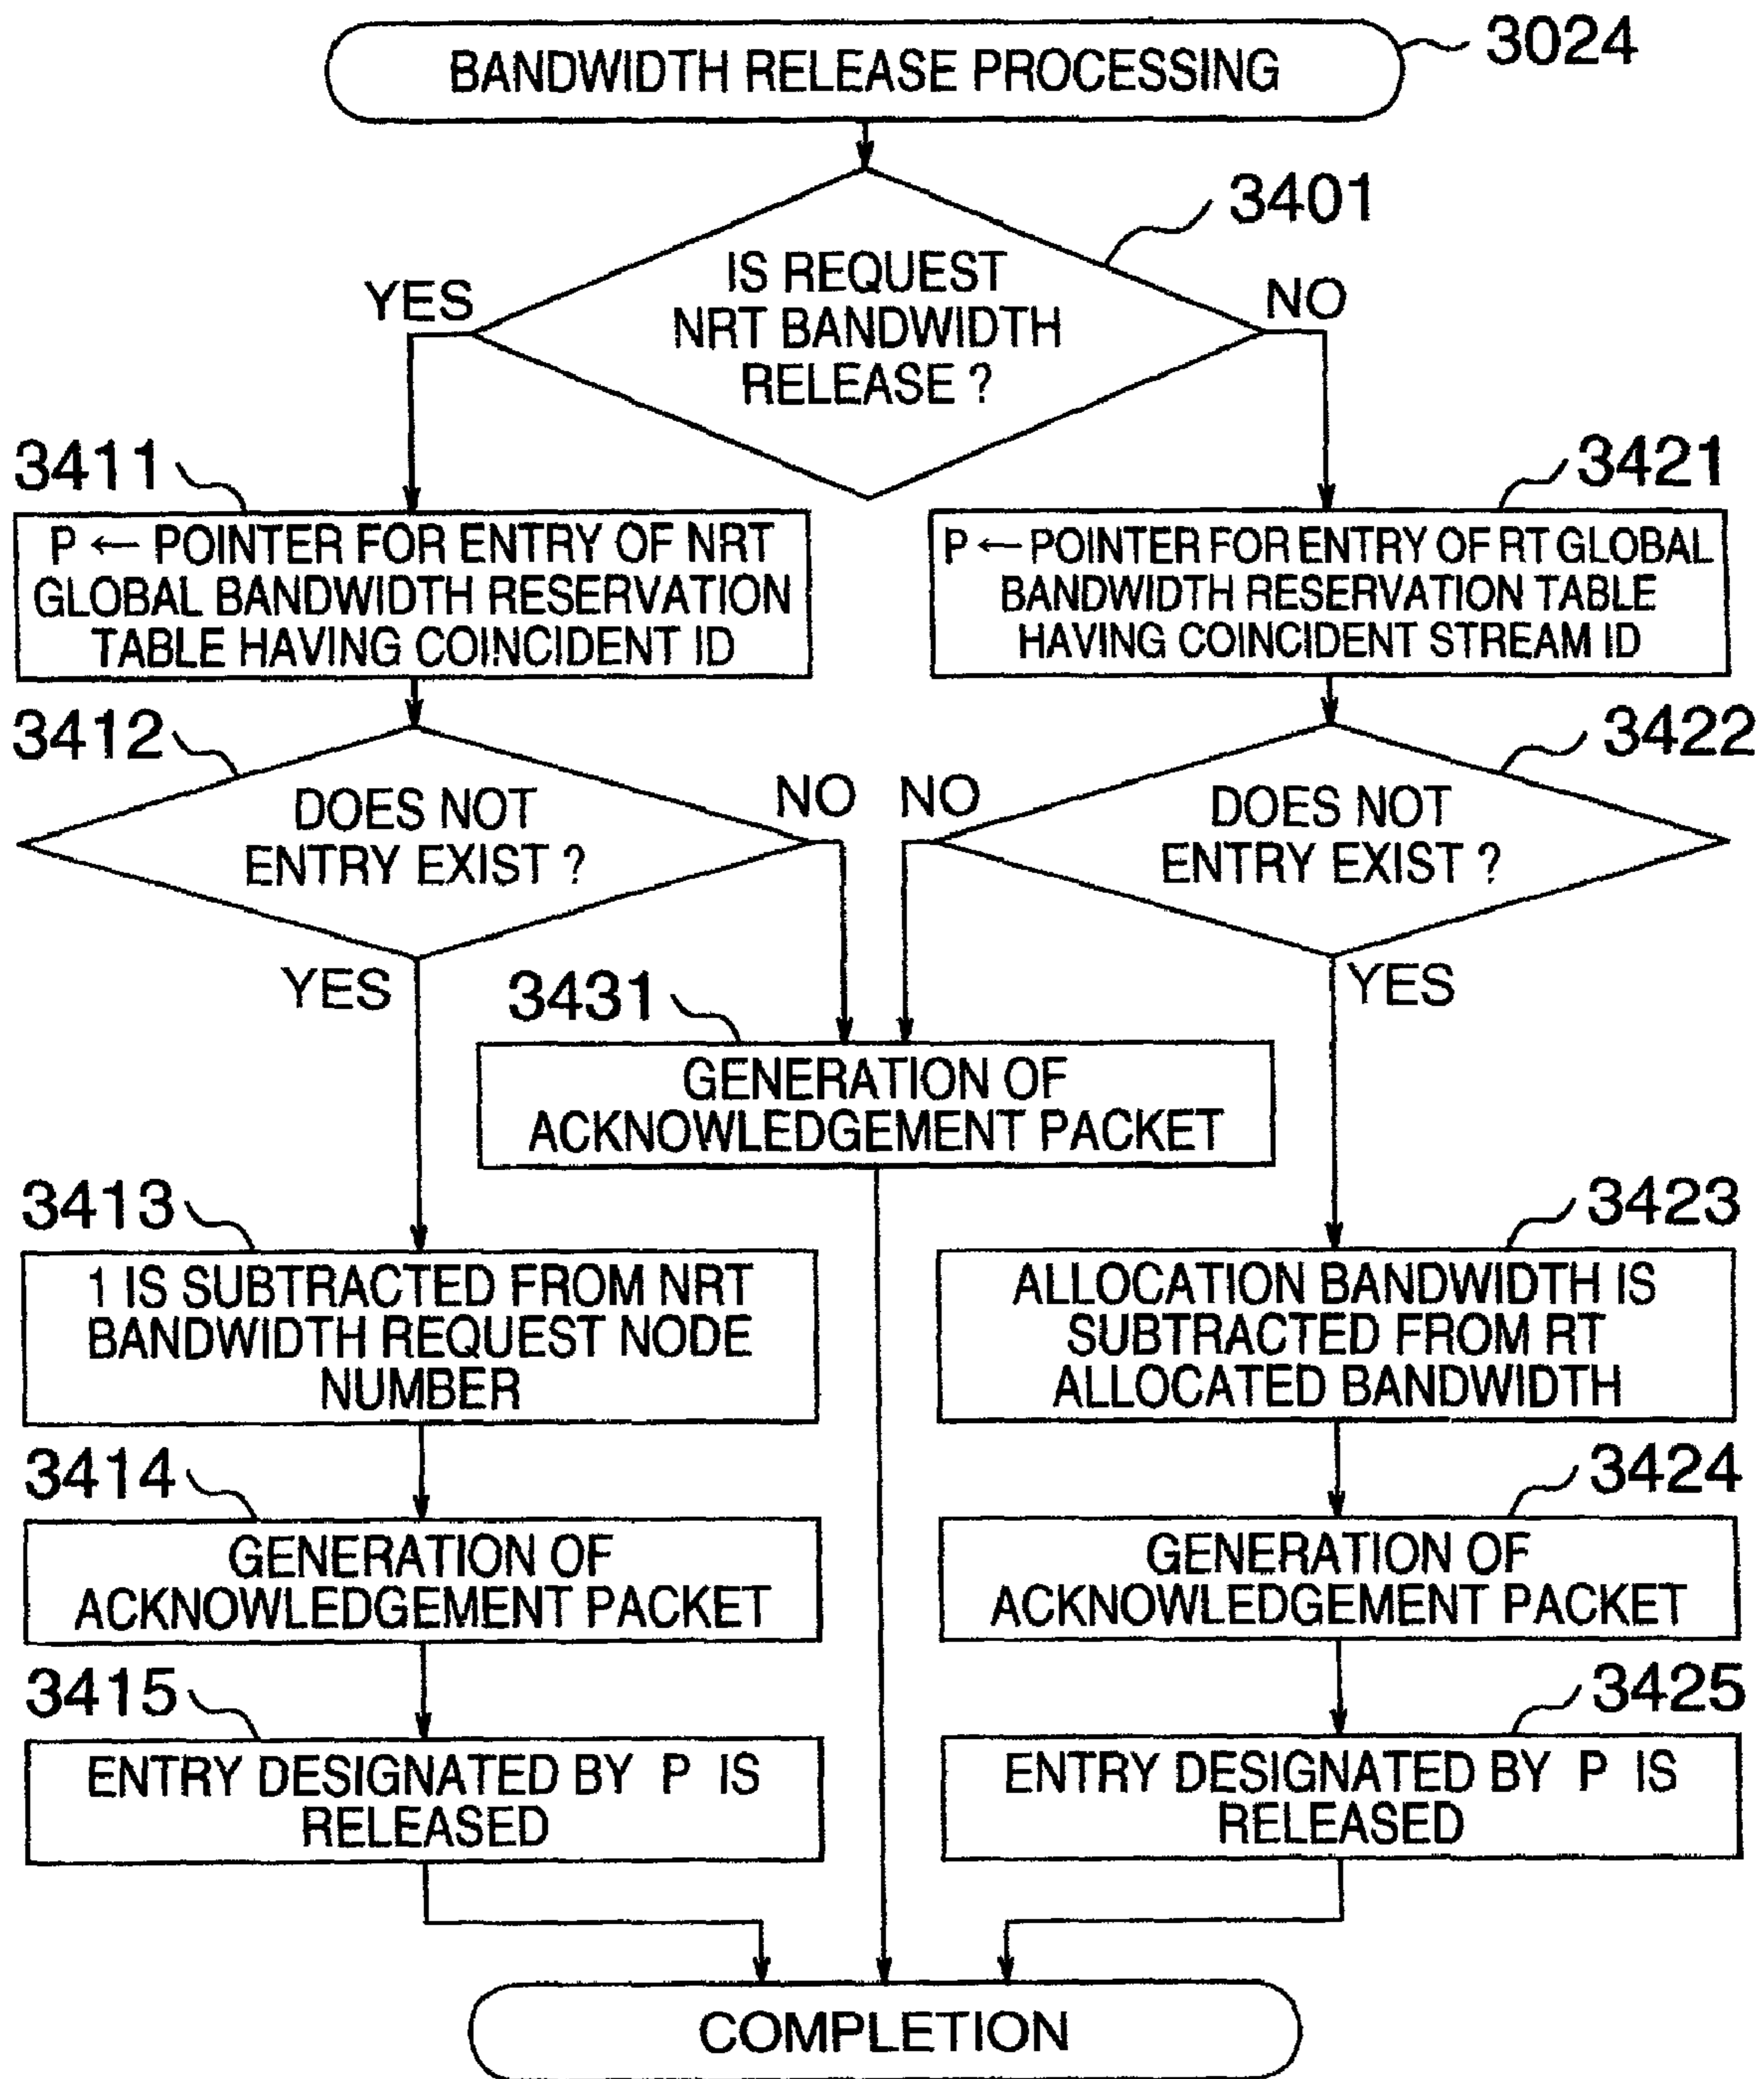 BANDWIDTH RELEASE PROCESSING
3024
3401
IS REQUEST
NRT BANDWIDTH
RELEASE ?
YES
NO
3411
P ← POINTER FOR ENTRY OF NRT
GLOBAL BANDWIDTH RESERVATION
TABLE HAVING COINCIDENT ID
3421
P ← POINTER FOR ENTRY OF RT GLOBAL
BANDWIDTH RESERVATION TABLE
HAVING COINCIDENT STREAM ID
3412
DOES NOT
ENTRY EXIST ?
NO
YES
3422
DOES NOT
ENTRY EXIST ?
NO
YES
3431
GENERATION OF
ACKNOWLEDGEMENT PACKET
3413
1 IS SUBTRACTED FROM NRT
BANDWIDTH REQUEST NODE
NUMBER
3423
ALLOCATION BANDWIDTH IS
SUBTRACTED FROM RT
ALLOCATED BANDWIDTH
3414
GENERATION OF
ACKNOWLEDGEMENT PACKET
3424
GENERATION OF
ACKNOWLEDGEMENT PACKET
3415
ENTRY DESIGNATED BY P IS
RELEASED
3425
ENTRY DESIGNATED BY P IS
RELEASED
COMPLETION